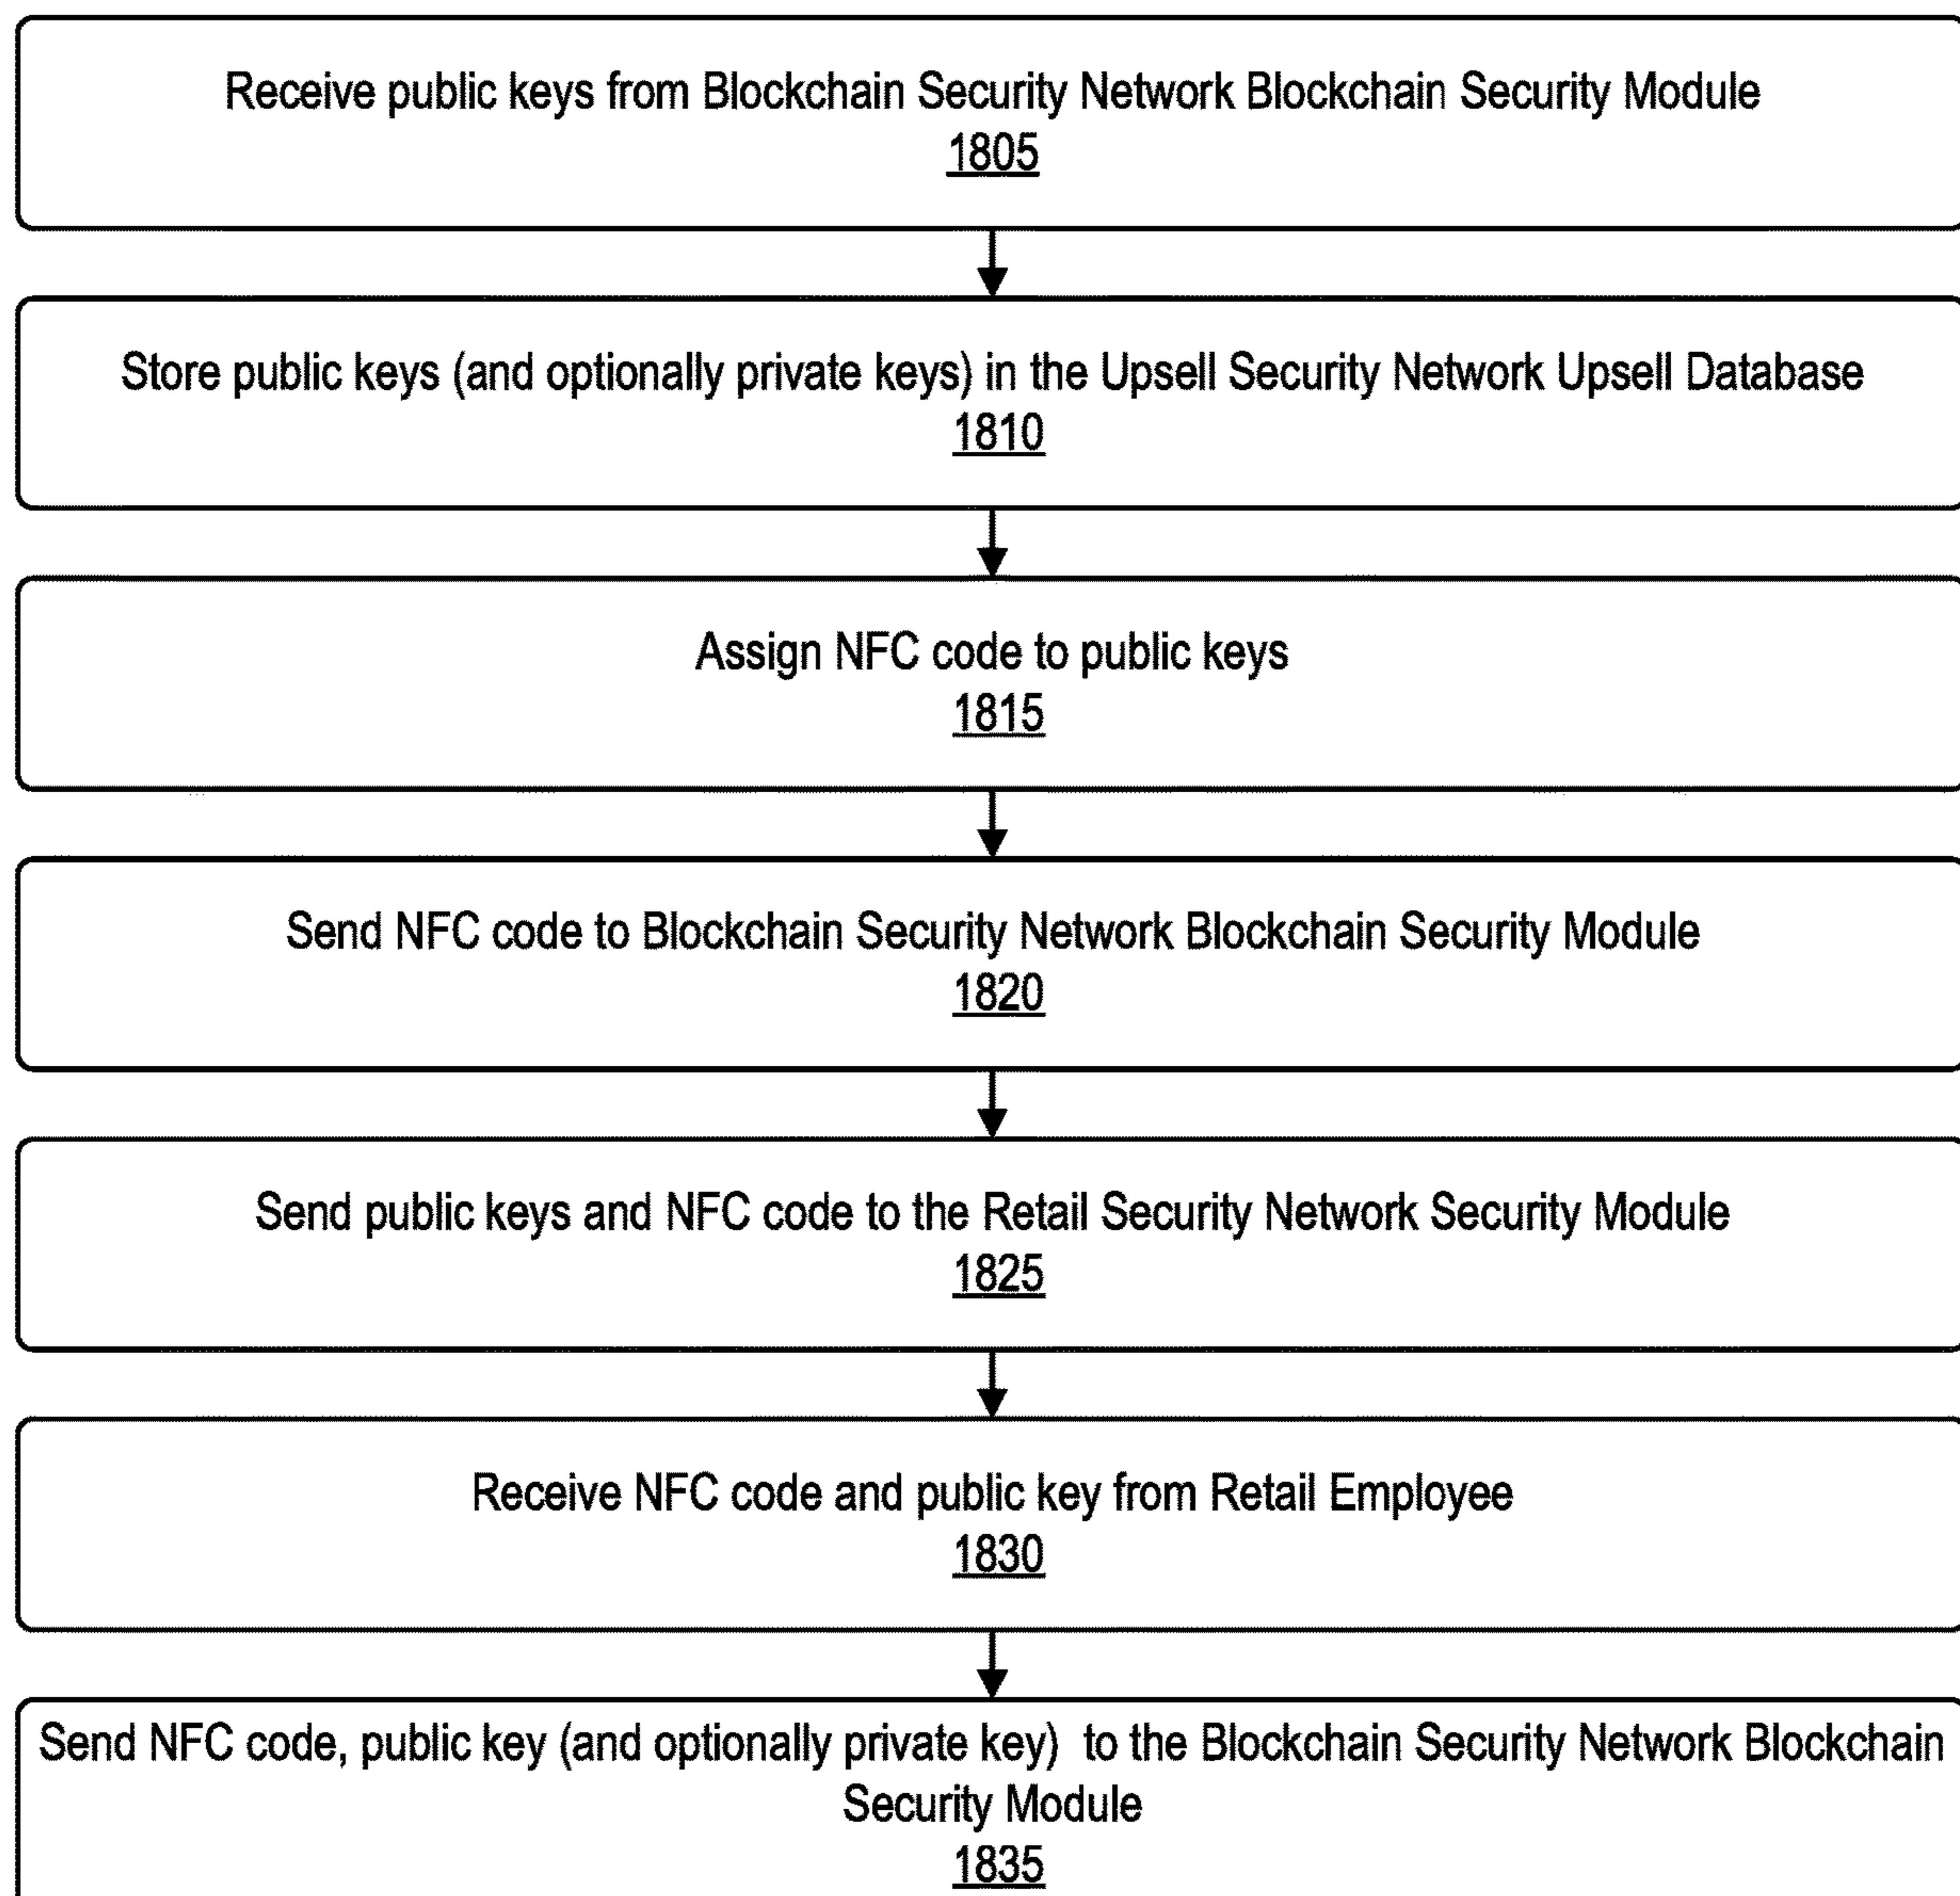 Receive public keys from Blockchain Security Network Blockchain Security Module
1805
Store public keys (and optionally private keys) in the Upsell Security Network Upsell Database
1810
Assign NFC code to public keys
1815
Send NFC code to Blockchain Security Network Blockchain Security Module
1820
Send public keys and NFC code to the Retail Security Network Security Module
1825
Receive NFC code and public key from Retail Employee
1830
Send NFC code, public key (and optionally private key) to the Blockchain Security Network Blockchain
Security Module
1835